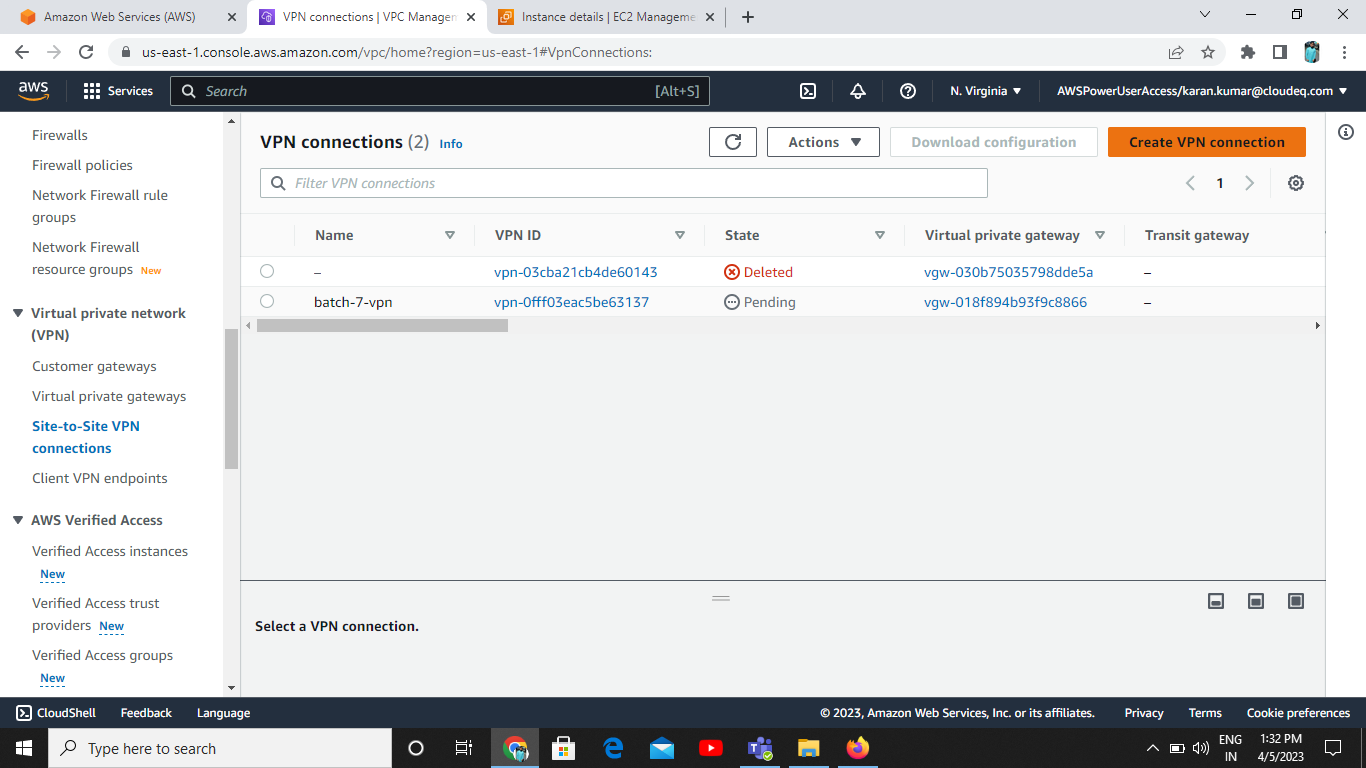 Amazon Web Services (AWS)
VPN connections | VPC Managem
Instance details | EC2 Manageme
us-east-1.console.aws.amazon.com/vpc/home?region=us-east-1#VpnConnections:
aws
Services
Search
[Alt+S]
N. Virginia
AWSPowerUserAccess/karan.kumar@cloudeq.com
Firewalls
Firewall policies
Network Firewall rule
groups
Network Firewall
resource groups New
Virtual private network
(VPN)
Customer gateways
Virtual private gateways
Site-to-Site VPN
connections
Client VPN endpoints
AWS Verified Access
Verified Access instances
New
Verified Access trust
providers New
Verified Access groups
New
VPN connections (2) Info
Actions
Download configuration
Create VPN connection
Filter VPN connections
1
Name VPN ID State Virtual private gateway Transit gateway
– vpn-03cba21cb4de60143 Deleted vgw-030b75035798dde5a –
batch-7-vpn vpn-0fff03eac5be63137 Pending vgw-018f894b93f9c8866 –
Select a VPN connection.
CloudShell Feedback Language
© 2023, Amazon Web Services, Inc. or its affiliates. Privacy Terms Cookie preferences
Type here to search
ENG
IN
1:32 PM
4/5/2023